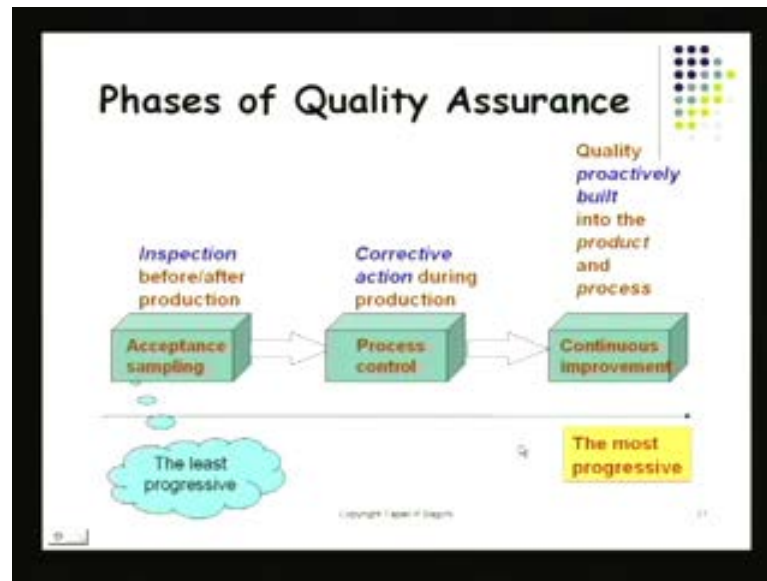 Phases of Quality Assurance
Inspection
before/after
production
Corrective
action during
production
Quality
proactively
built
into the
product
and
process
Acceptance
sampling
Process
control
Continuous
improvement
The least
progressive
The most
progressive
Copyright